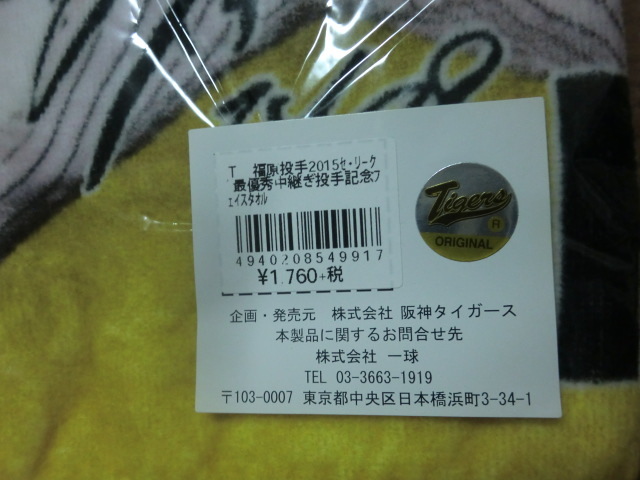 T 福原投手2015セ・リーグ
最優秀中継ぎ投手記念フ
ェイスタオル
4940208549917
¥1,760+税
Tigers
R
ORIGINAL
企画・発売元 株式会社 阪神タイガース
本製品に関するお問合せ先
株式会社 一球
TEL 03-3663-1919
〒103-0007 東京都中央区日本橋浜町3-34-1